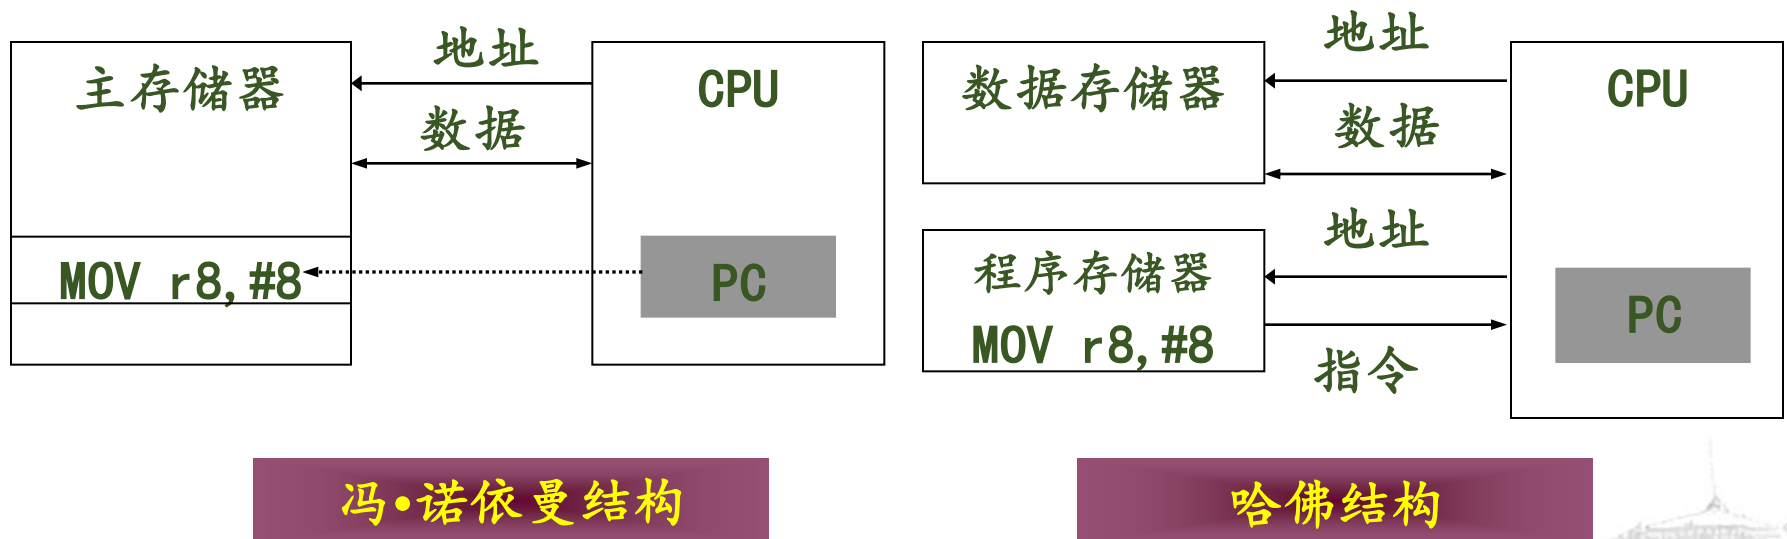 主存储器
地址
数据
CPU
MOV r8,#8
PC
冯•诺依曼结构
数据存储器
地址
数据
CPU
程序存储器
MOV r8,#8
地址
指令
PC
哈佛结构